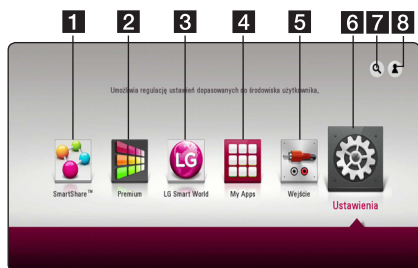 1 2 3 4 5 6 7 8
Umożliwia regulację ustawień dopasowanych do środowiska użytkownika.
LG
SmartShare™ Premium LG Smart World My Apps Wejście Ustawienia